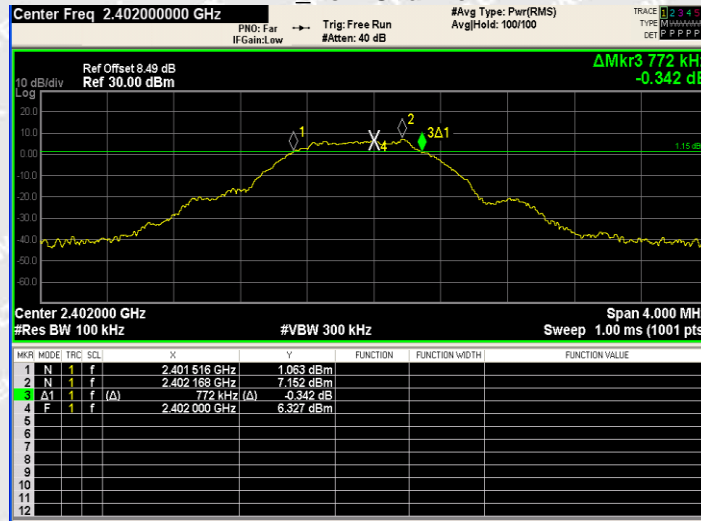 Center Freq 2.402000000 GHz
PNO: Far
IFGain:Low
Trig: Free Run
#Atten: 40 dB
#Avg Type: Pwr(RMS)
Avg|Hold: 100/100
TRACE 1 2 3 4 5
TYPE M
DET P P P P P
ΔMkr3 772 kHz
-0.342 dB
Ref Offset 8.49 dB
10 dB/div Ref 30.00 dBm
Log
20.0
10.0
0.00
-10.0
-20.0
-30.0
-40.0
-50.0
-60.0
1
2
3Δ1
4
1.15 dB
Center 2.402000 GHz
Span 4.000 MH
#Res BW 100 kHz
#VBW 300 kHz
Sweep 1.00 ms (1001 pts
MKR MODE TRC SCL X Y FUNCTION FUNCTION WIDTH FUNCTION VALUE
1 N 1 f 2.401 516 GHz 1.063 dBm
2 N 1 f 2.402 168 GHz 7.152 dBm
3 Δ1 1 f (Δ) 772 kHz (Δ) -0.342 dB
4 F 1 f 2.402 000 GHz 6.327 dBm
5
6
7
8
9
10
11
12